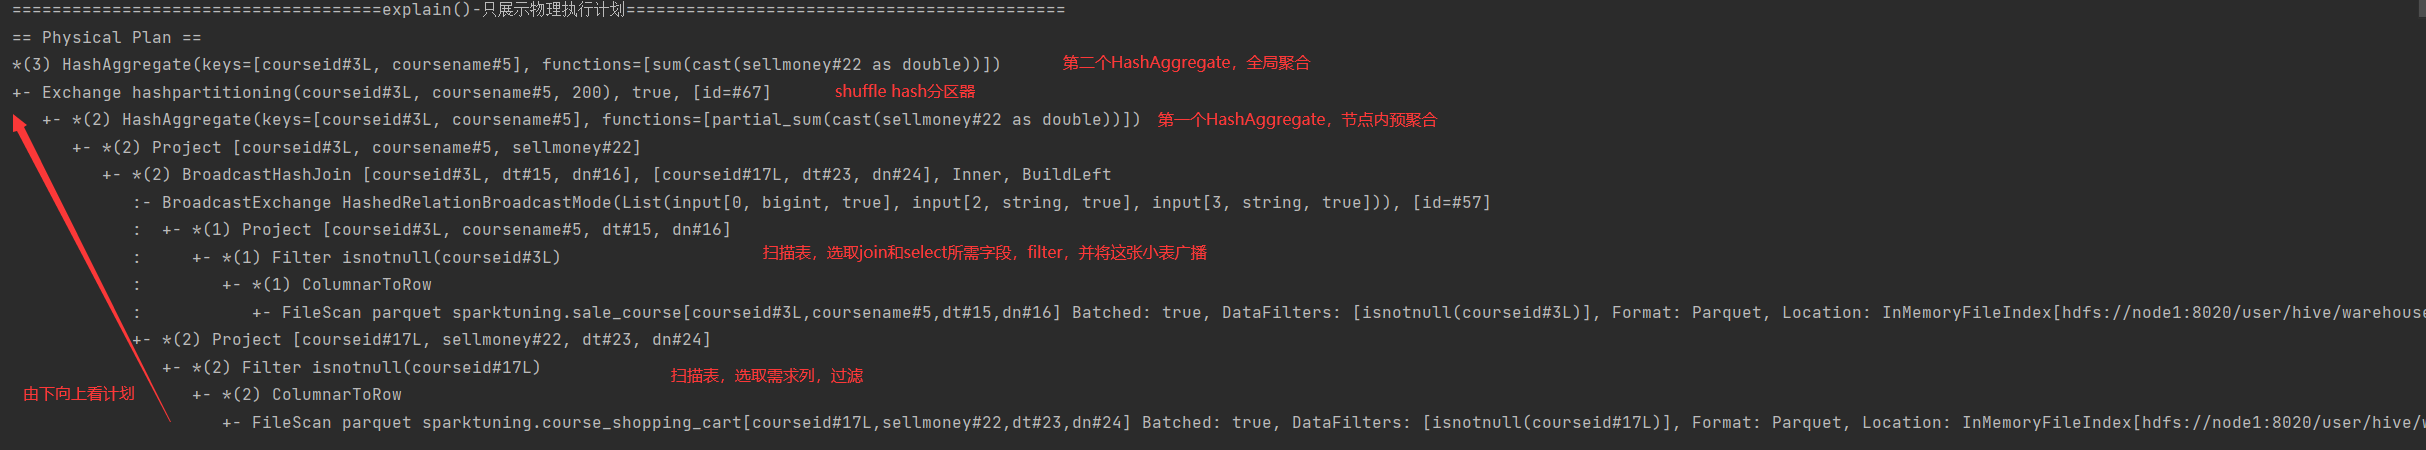 =====================================explain()-只展示物理执行计划============================================
== Physical Plan ==
*(3) HashAggregate(keys=[courseid#3L, coursename#5], functions=[sum(cast(sellmoney#22 as double))]) 第二个HashAggregate，全局聚合
+- Exchange hashpartitioning(courseid#3L, coursename#5, 200), true, [id=#67] shuffle hash分区器
+- *(2) HashAggregate(keys=[courseid#3L, coursename#5], functions=[partial_sum(cast(sellmoney#22 as double))]) 第一个HashAggregate，节点内预聚合
+- *(2) Project [courseid#3L, coursename#5, sellmoney#22]
+- *(2) BroadcastHashJoin [courseid#3L, dt#15, dn#16], [courseid#17L, dt#23, dn#24], Inner, BuildLeft
:- BroadcastExchange HashedRelationBroadcastMode(List(input[0, bigint, true], input[2, string, true], input[3, string, true])), [id=#57]
: +- *(1) Project [courseid#3L, coursename#5, dt#15, dn#16]
扫描表，选取join和select所需字段，filter，并将这张小表广播
: +- *(1) Filter isnotnull(courseid#3L)
: +- *(1) ColumnarToRow
: +- FileScan parquet sparktuning.sale_course[courseid#3L,coursename#5,dt#15,dn#16] Batched: true, DataFilters: [isnotnull(courseid#3L)], Format: Parquet, Location: InMemoryFileIndex[hdfs://node1:8020/user/hive/warehouse
+- *(2) Project [courseid#17L, sellmoney#22, dt#23, dn#24]
+- *(2) Filter isnotnull(courseid#17L)
扫描表，选取需求列，过滤
由下向上看计划
+- *(2) ColumnarToRow
+- FileScan parquet sparktuning.course_shopping_cart[courseid#17L,sellmoney#22,dt#23,dn#24] Batched: true, DataFilters: [isnotnull(courseid#17L)], Format: Parquet, Location: InMemoryFileIndex[hdfs://node1:8020/user/hive/w